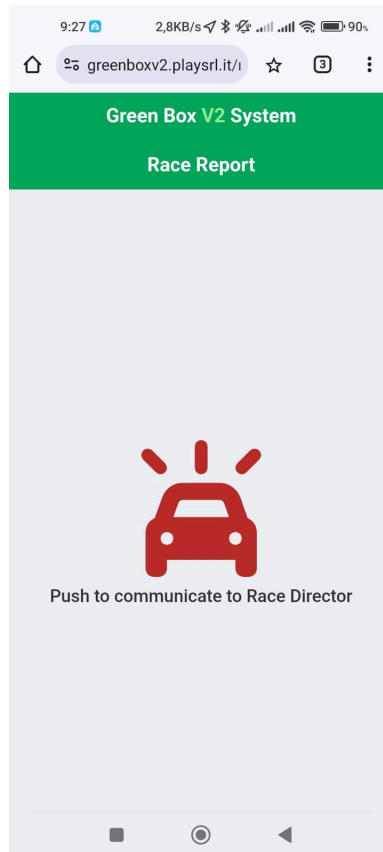 9:27 2,8KB/s 90%
greenboxv2.playsrl.it/ 3
Green Box V2 System
Race Report
Push to communicate to Race Director